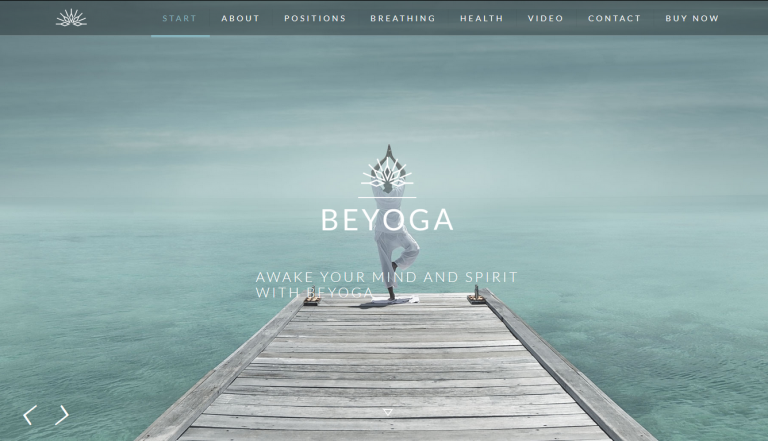 START ABOUT POSITIONS BREATHING HEALTH VIDEO CONTACT BUY NOW
BEYOGA
AWAKE YOUR MIND AND SPIRIT
WITH BEYOGA